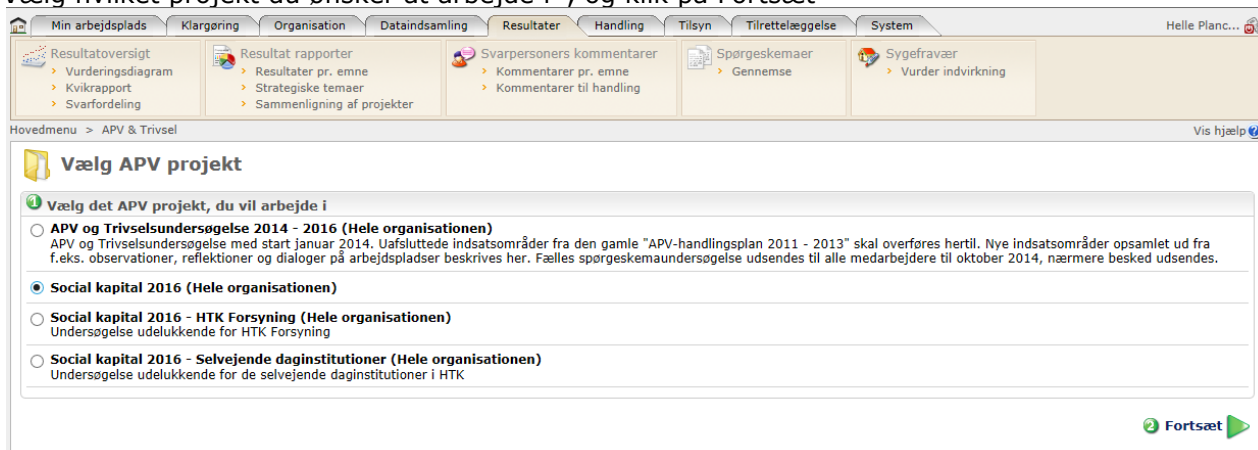 Vælg hvilket projekt du ønsker at arbejde i , og klik på Fortsæt
Min arbejdsplads Klargøring Organisation Dataindsamling Resultater Handling Tilsyn Tilrettelæggelse System Helle Planc...
Resultatoversigt Resultat rapporter Svarpersoners kommentarer Spørgeskemaer Sygefravær
› Vurderingsdiagram › Resultater pr. emne › Kommentarer pr. emne › Gennemse › Vurder indvirkning
› Kvikrapport › Strategiske temaer › Kommentarer til handling
› Svarfordeling › Sammenligning af projekter
Hovedmenu > APV & Trivsel Vis hjælp ?
Vælg APV projekt
1 Vælg det APV projekt, du vil arbejde i
APV og Trivselsundersøgelse 2014 - 2016 (Hele organisationen)
APV og Trivselsundersøgelse med start januar 2014. Uafsluttede indsatsområder fra den gamle "APV-handlingsplan 2011 - 2013" skal overføres hertil. Nye indsatsområder opsamlet ud fra
f.eks. observationer, reflektioner og dialoger på arbejdspladser beskrives her. Fælles spørgeskemaundersøgelse udsendes til alle medarbejdere til oktober 2014, nærmere besked udsendes.
Social kapital 2016 (Hele organisationen)
Social kapital 2016 - HTK Forsyning (Hele organisationen)
Undersøgelse udelukkende for HTK Forsyning
Social kapital 2016 - Selvejende daginstitutioner (Hele organisationen)
Undersøgelse udelukkende for de selvejende daginstitutioner i HTK
2 Fortsæt